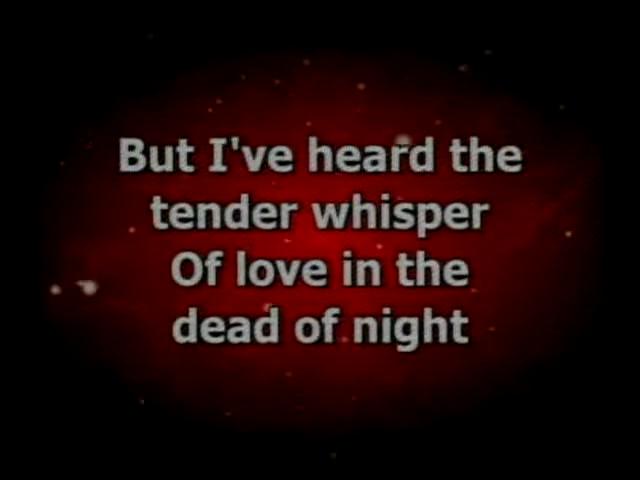 But I've heard the
tender whisper
Of love in the
dead of night